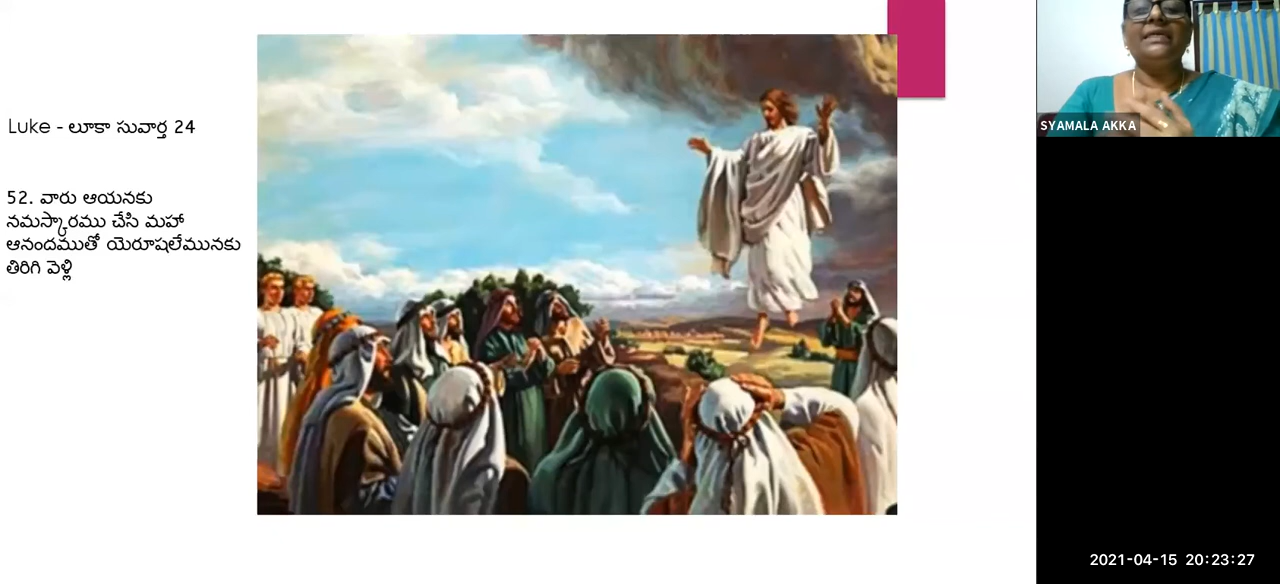 Luke - లూకా సువార్త 24
52. వారు ఆయనకు
నమస్కారము చేసి మహా
ఆనందముతో యెరూషలేమునకు
తిరిగి వెళ్లి
SYAMALA AKKA
2021-04-15 20:23:27